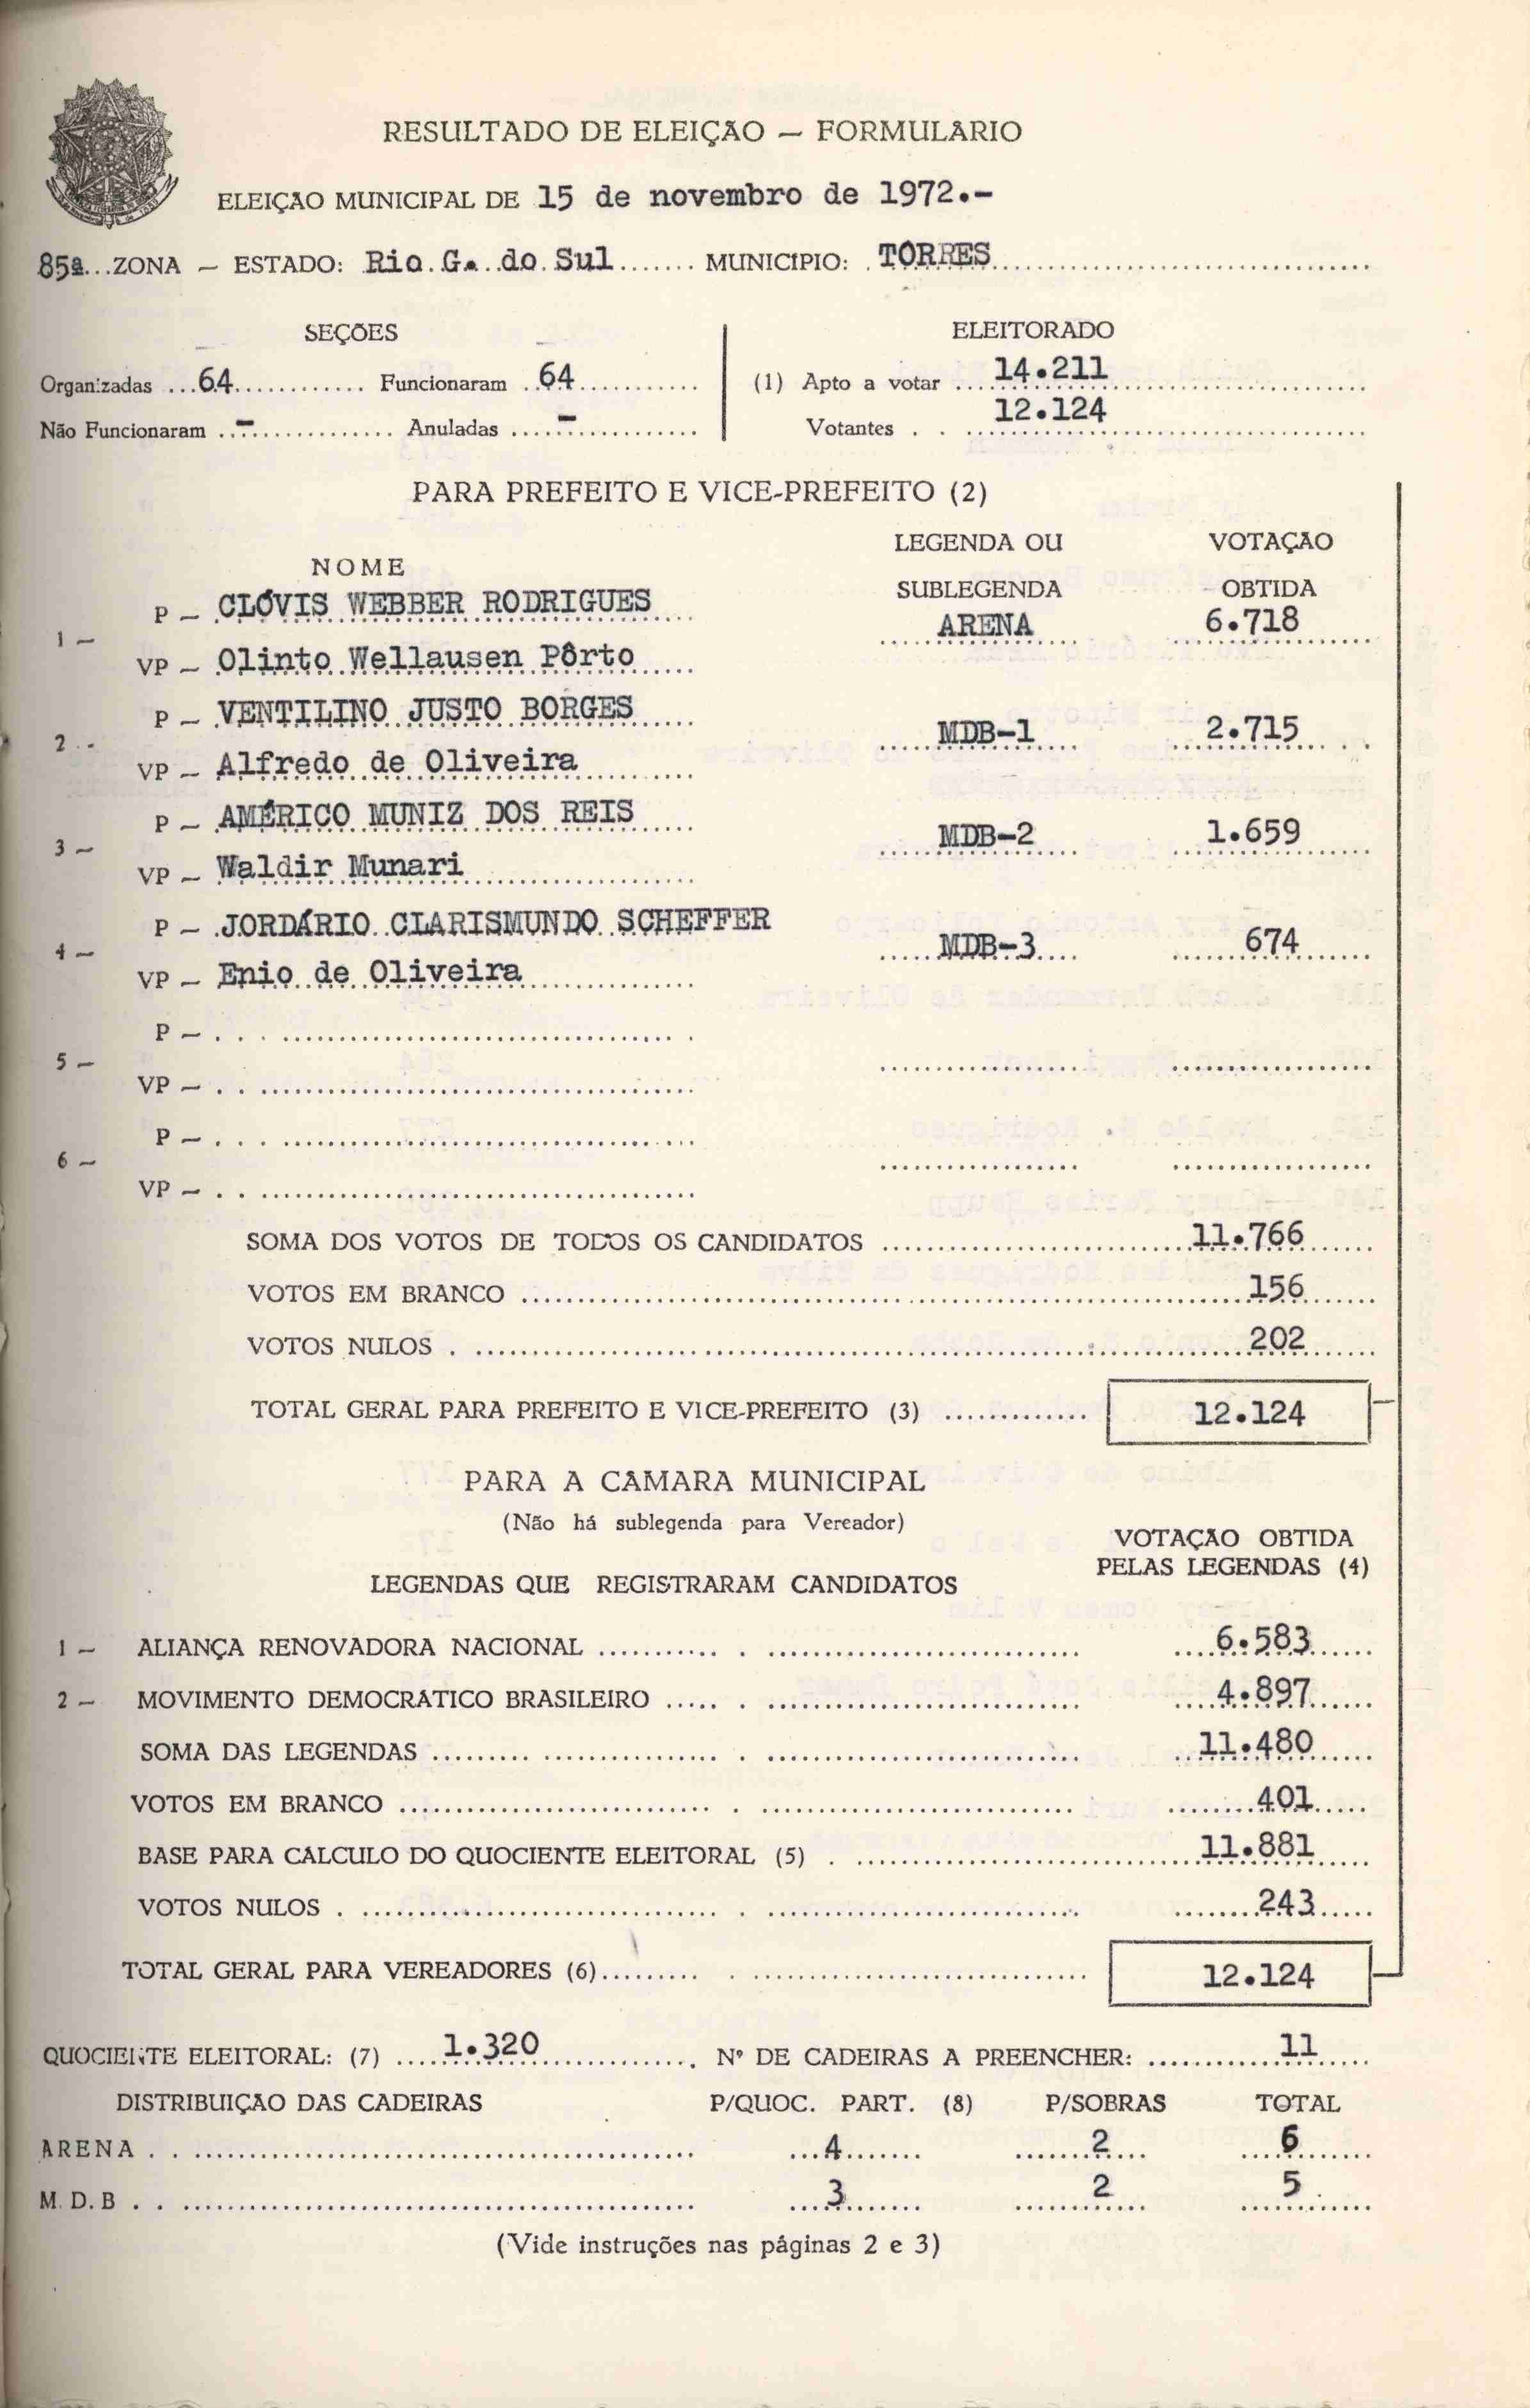 RESULTADO DE ELEIÇÃO — FORMULARIO
ELEIÇÃO MUNICIPAL DE 15 de novembro de 1972.-
85ª...ZONA — ESTADO: Rio G. do Sul ....... MUNICIPIO: TORRES
SEÇÕES
ELEITORADO
Organizadas ...64............ Funcionaram ..64...........
(1) Apto a votar ....14.211
Não Funcionaram ..-.............. Anuladas ....-..............
Votantes . . 12.124
PARA PREFEITO E VICE-PREFEITO (2)
NOME
LEGENDA OU SUBLEGENDA
VOTAÇÃO OBTIDA
1 — P — CLÓVIS WEBBER RODRIGUES
VP — Olinto Wellausen Pôrto
ARENA 6.718
2 - P — VENTILINO JUSTO BORGES
VP — Alfredo de Oliveira
MDB-1 2.715
3 — P — AMÉRICO MUNIZ DOS REIS
VP — Waldir Munari
MDB-2 1.659
4 — P — JORDÁRIO CLARISMUNDO SCHEFFER
VP — Enio de Oliveira
MDB-3 674
5 — P — . . .
VP — . .
6 — P — . . .
VP — . .
SOMA DOS VOTOS DE TODOS OS CANDIDATOS .......... 11.766
VOTOS EM BRANCO .......... 156
VOTOS NULOS . .......... 202
TOTAL GERAL PARA PREFEITO E VICE-PREFEITO (3) ............. 12.124
PARA A CAMARA MUNICIPAL
(Não há sublegenda para Vereador)
VOTAÇÃO OBTIDA
PELAS LEGENDAS (4)
LEGENDAS QUE REGISTRARAM CANDIDATOS
1 — ALIANÇA RENOVADORA NACIONAL .......... 6.583
2 — MOVIMENTO DEMOCRATICO BRASILEIRO .......... 4.897
SOMA DAS LEGENDAS .......... 11.480
VOTOS EM BRANCO .......... 401
BASE PARA CALCULO DO QUOCIENTE ELEITORAL (5) .......... 11.881
VOTOS NULOS . .......... 243
TOTAL GERAL PARA VEREADORES (6).......... 12.124
QUOCIENTE ELEITORAL: (7) .....1.320.......... Nº DE CADEIRAS A PREENCHER: ..........11
DISTRIBUIÇÃO DAS CADEIRAS P/QUOC. PART. (8) P/SOBRAS TOTAL
ARENA . . .......... 4 2 6
M. D. B . . .......... 3 2 5
(Vide instruções nas páginas 2 e 3)